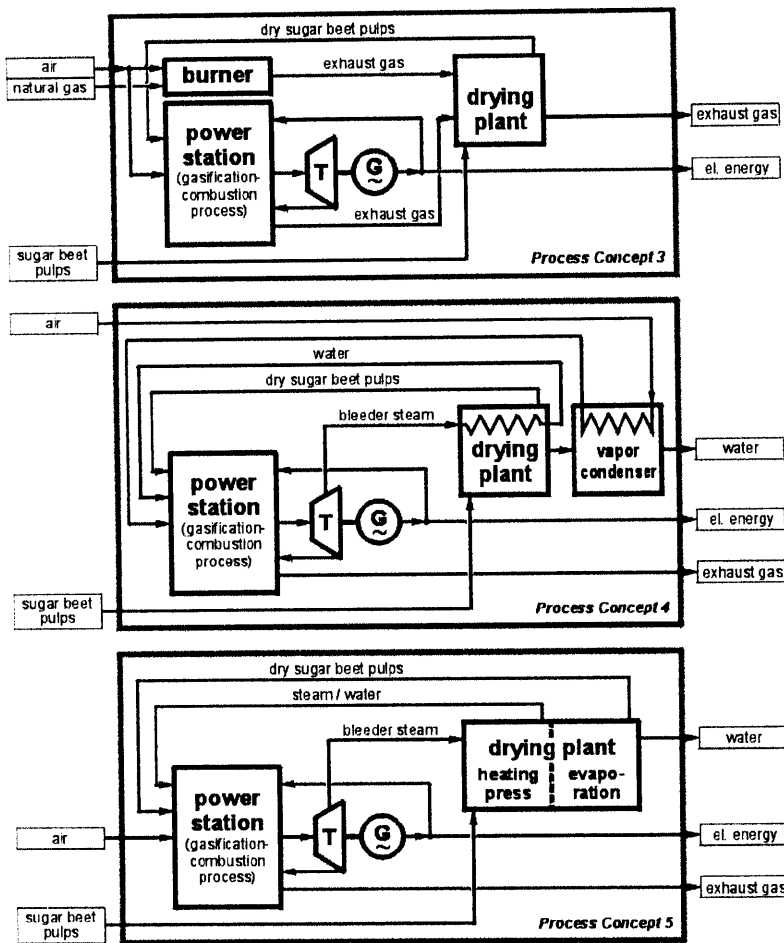 dry sugar beet pulps
air
natural gas
burner
exhaust gas
drying
plant
exhaust gas
power
station
(gasification-
combustion
process)
T
G
~
el. energy
exhaust gas
sugar beet
pulps
Process Concept 3
air
water
dry sugar beet pulps
bleeder steam
drying
plant
vapor
condenser
water
power
station
(gasification-
combustion
process)
T
G
~
el. energy
exhaust gas
sugar beet
pulps
Process Concept 4
dry sugar beet pulps
steam / water
bleeder steam
drying plant
heating
press
evapo-
ration
water
power
station
(gasification-
combustion
process)
T
G
~
air
el. energy
exhaust gas
sugar beet
pulps
Process Concept 5